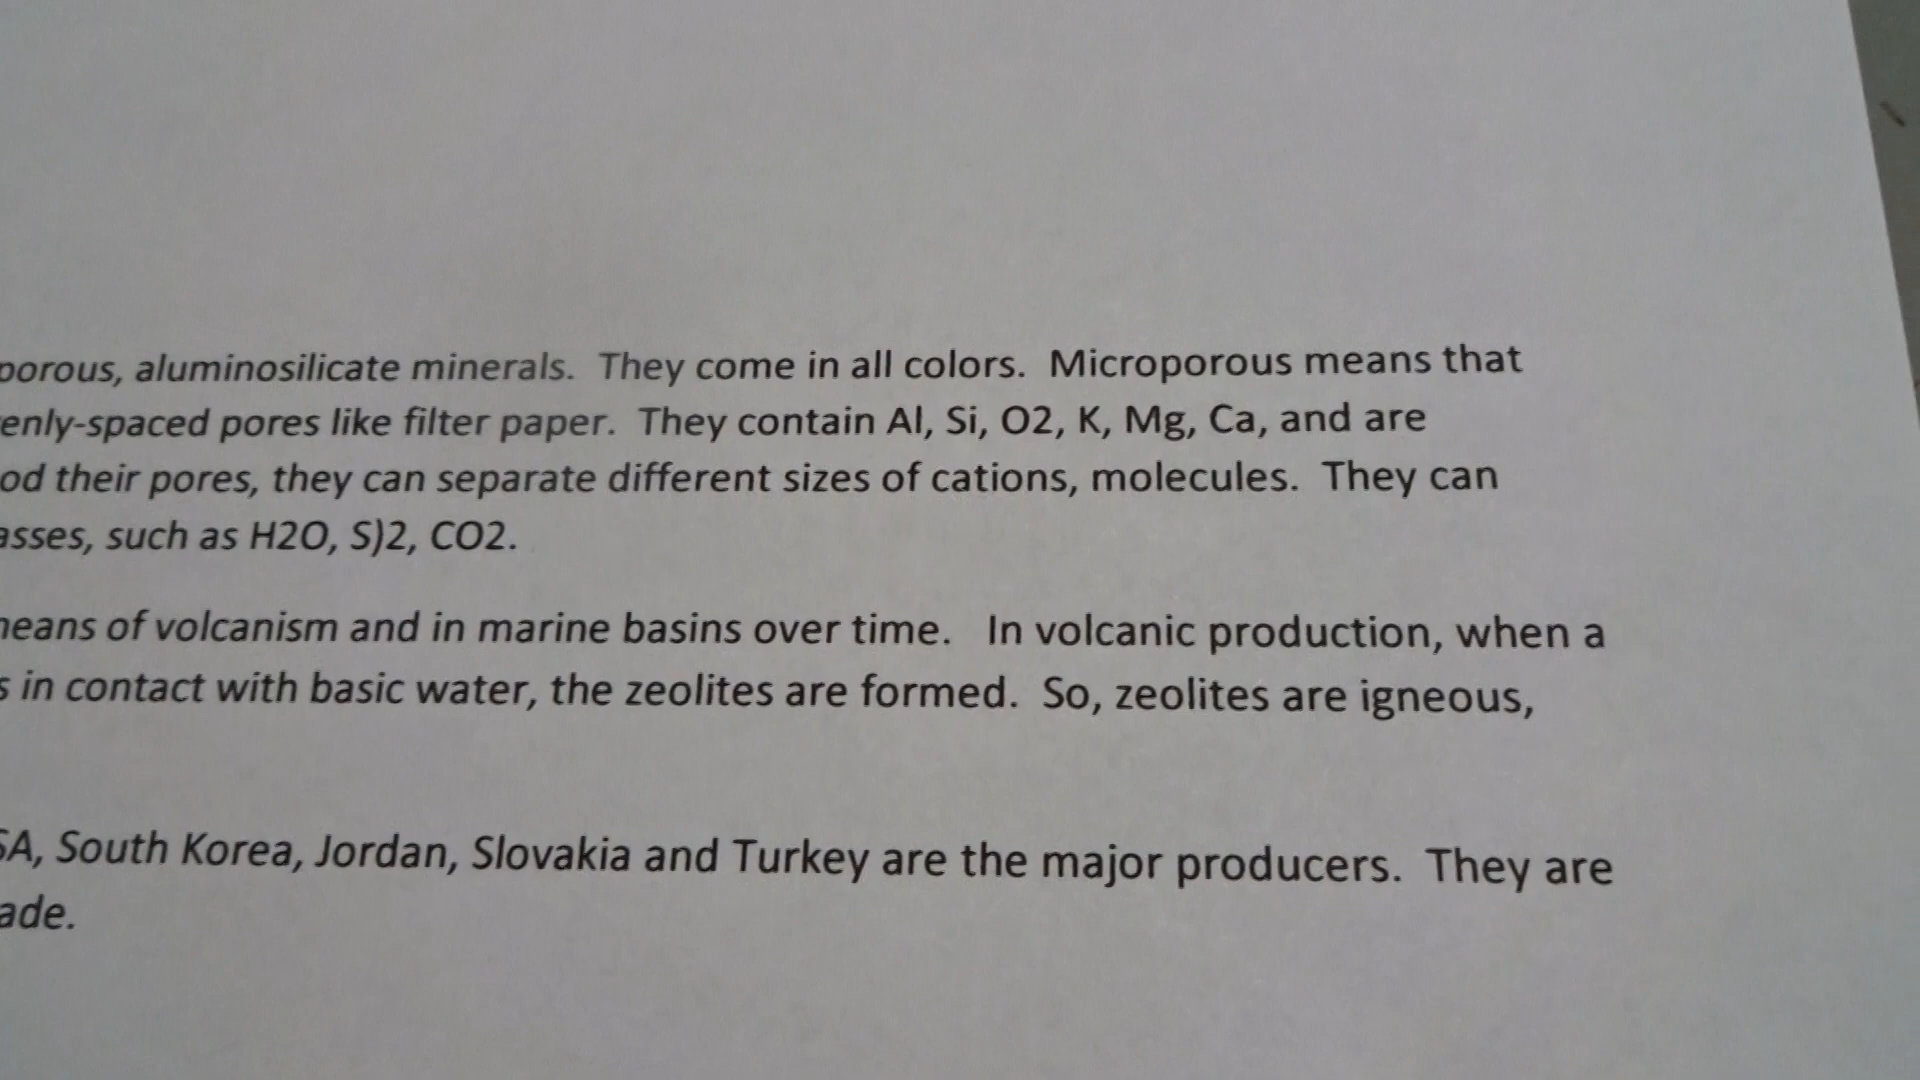 porous, aluminosilicate minerals. They come in all colors. Microporous means that
enly-spaced pores like filter paper. They contain Al, Si, O2, K, Mg, Ca, and are
od their pores, they can separate different sizes of cations, molecules. They can
asses, such as H2O, S)2, CO2.
means of volcanism and in marine basins over time. In volcanic production, when a
s in contact with basic water, the zeolites are formed. So, zeolites are igneous,
SA, South Korea, Jordan, Slovakia and Turkey are the major producers. They are
ade.